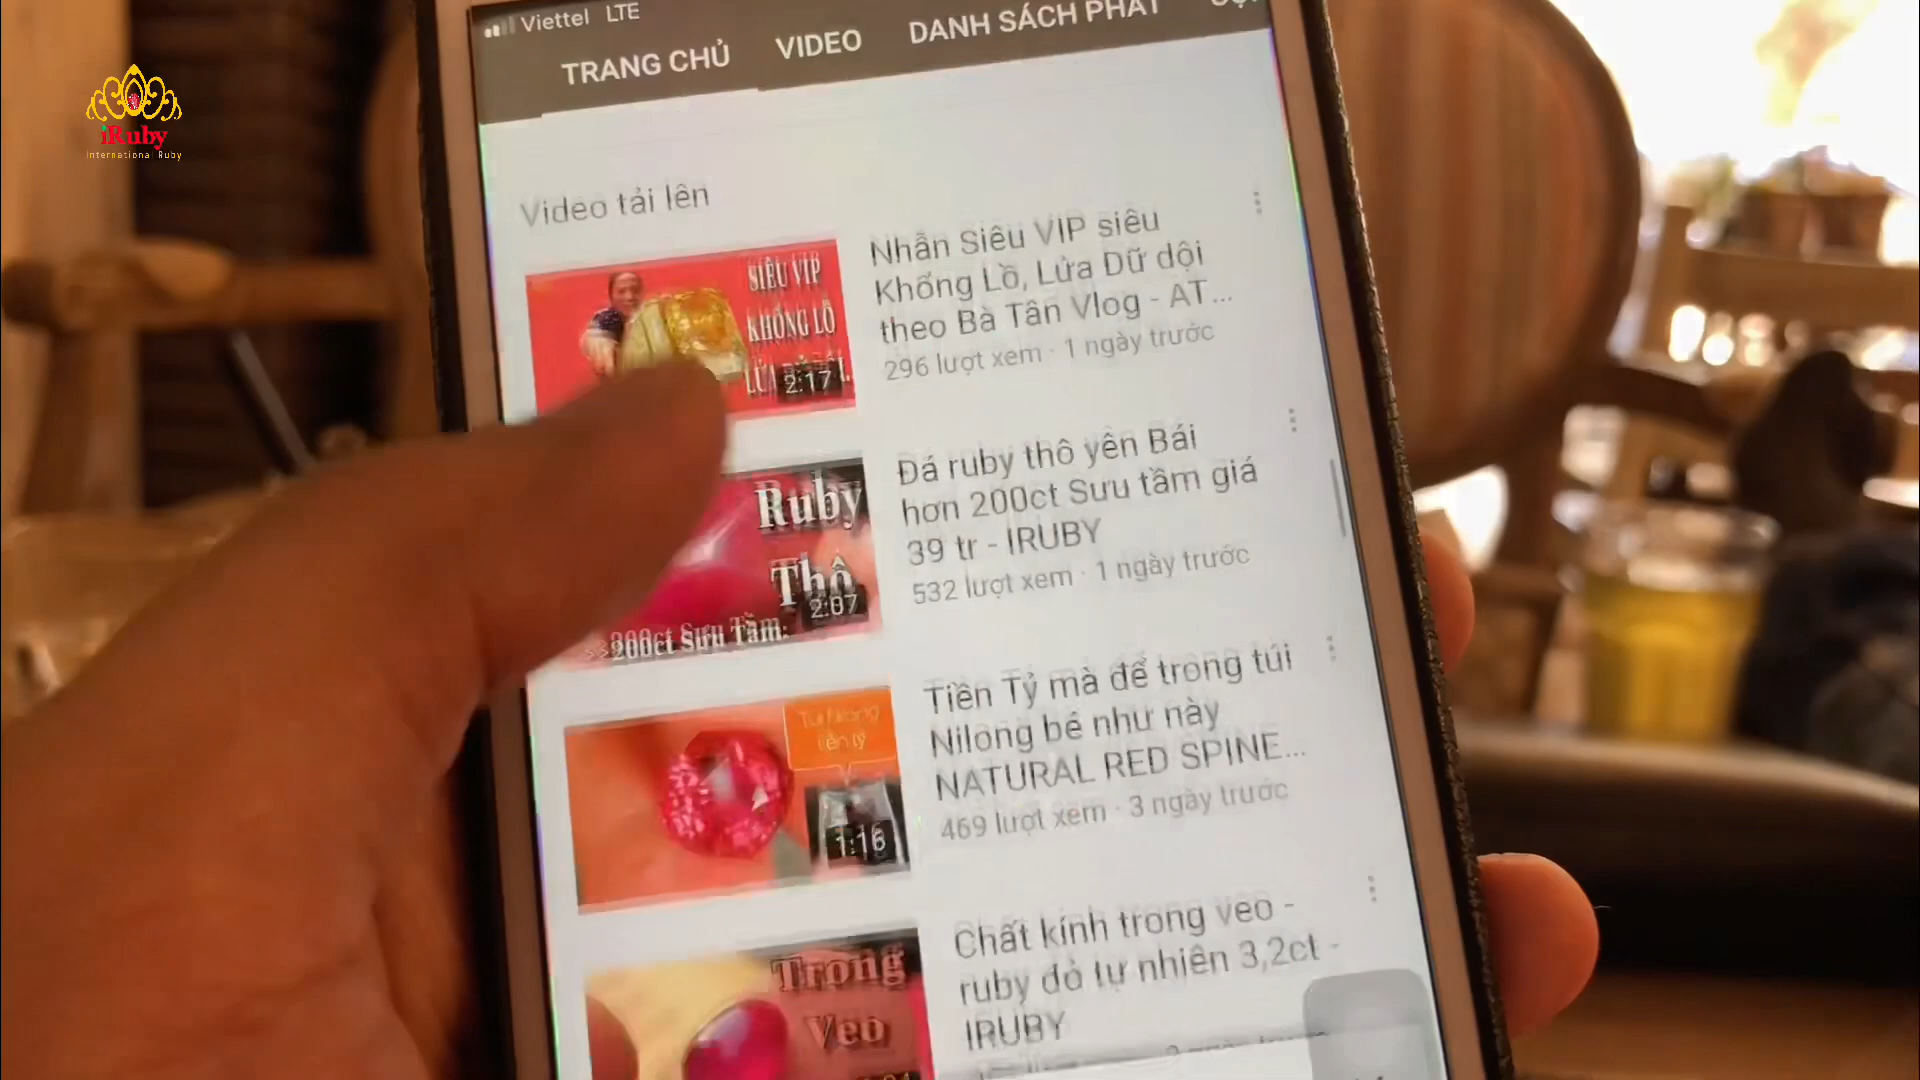 Viettel LTE
TRANG CHỦ VIDEO DANH SÁCH PHÁT
iRuby
International Ruby
Video tải lên
SIÊU VIP
KHỔNG LỒ
2:17
Nhẫn Siêu VIP siêu
Khổng Lồ, Lửa Dữ dội
theo Bà Tân Vlog - AT...
296 lượt xem · 1 ngày trước
Ruby
Thô
2:07
>>200ct Sưu Tầm:
Đá ruby thô yên Bái
hơn 200ct Sưu tầm giá
39 tr - IRUBY
532 lượt xem · 1 ngày trước
1:16
Tiền Tỷ mà để trong túi
Nilong bé như này
NATURAL RED SPINE...
469 lượt xem · 3 ngày trước
Trong
Veo
Chất kính trong veo -
ruby đỏ tự nhiên 3,2ct -
IRUBY